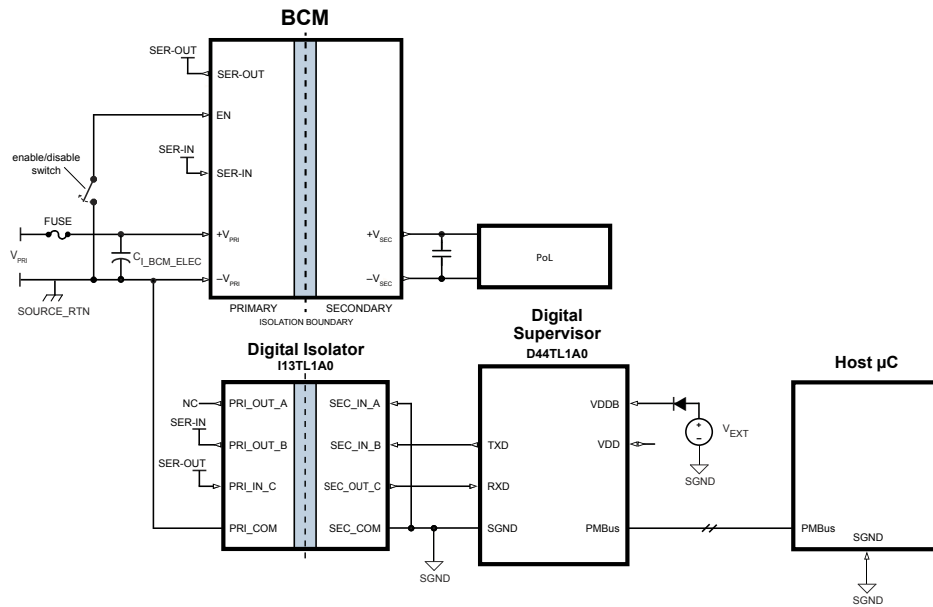 BCM
SER-OUT
SER-OUT
EN
SER-IN
SER-IN
enable/disable
switch
FUSE
+VPRI
+VSEC
VPRI
CI_BCM_ELEC
PoL
–VPRI
–VSEC
SOURCE_RTN
PRIMARY
SECONDARY
ISOLATION BOUNDARY
Digital Isolator
I13TL1A0
Digital
Supervisor
D44TL1A0
Host µC
NC
PRI_OUT_A
SEC_IN_A
VDDB
SER-IN
PRI_OUT_B
SEC_IN_B
TXD
VDD
+
–
VEXT
SGND
SER-OUT
PRI_IN_C
SEC_OUT_C
RXD
PRI_COM
SEC_COM
SGND
PMBus
PMBus
SGND
SGND
SGND